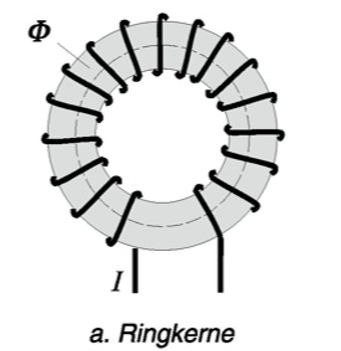 Φ
I
a. Ringkerne